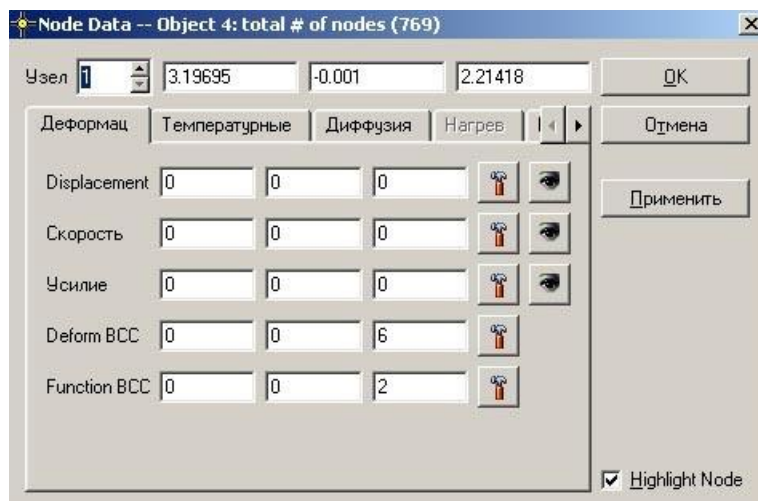 Node Data -- Object 4: total # of nodes (769)
Узел 1 3.19695 -0.001 2.21418 OK
Деформац Температурные Диффузия Нагрев Отмена
Displacement 0 0 0 Применить
Скорость 0 0 0
Усилие 0 0 0
Deform BCC 0 0 6
Function BCC 0 0 2
Highlight Node